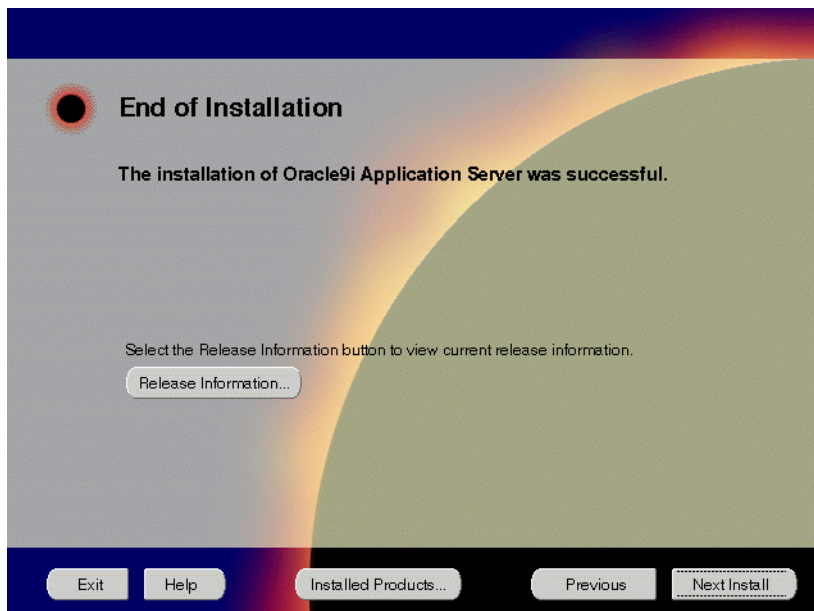 End of Installation
The installation of Oracle9i Application Server was successful.
Select the Release Information button to view current release information.
Release Information...
Exit
Help
Installed Products...
Previous
Next Install